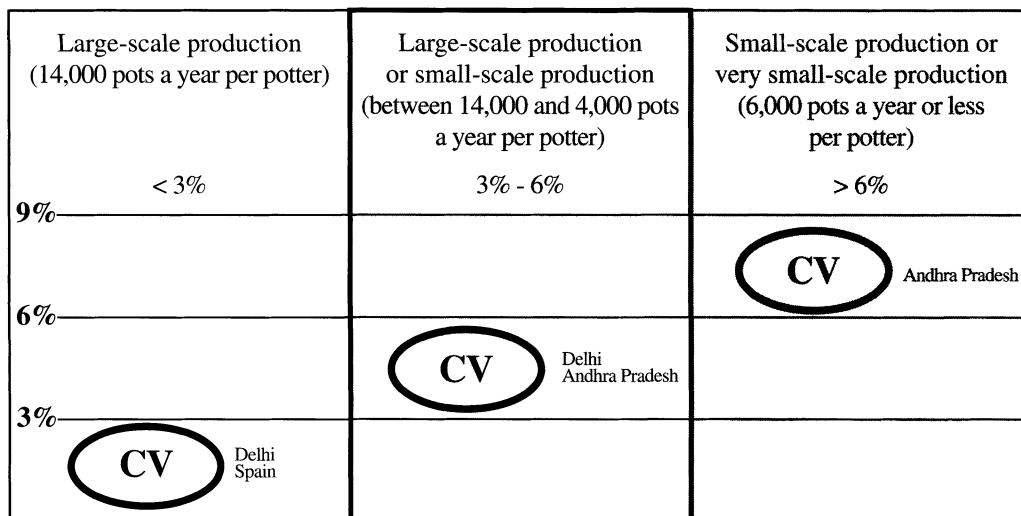 Large-scale production
(14,000 pots a year per potter)
< 3%
Large-scale production
or small-scale production
(between 14,000 and 4,000 pots
a year per potter)
3% - 6%
Small-scale production or
very small-scale production
(6,000 pots a year or less
per potter)
> 6%
9%
CV
Andhra Pradesh
6%
CV
Delhi
Andhra Pradesh
3%
CV
Delhi
Spain